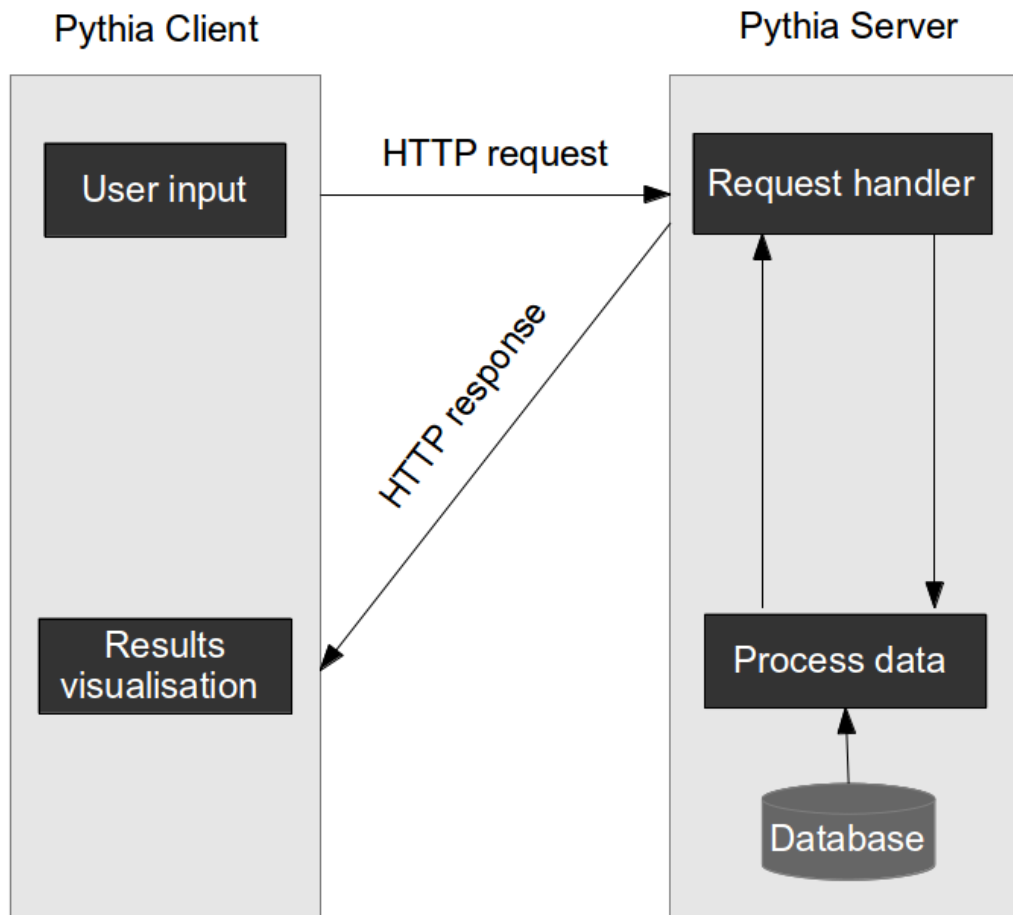 Pythia Client
Pythia Server
User input
HTTP request
Request handler
HTTP response
Results
visualisation
Process data
Database